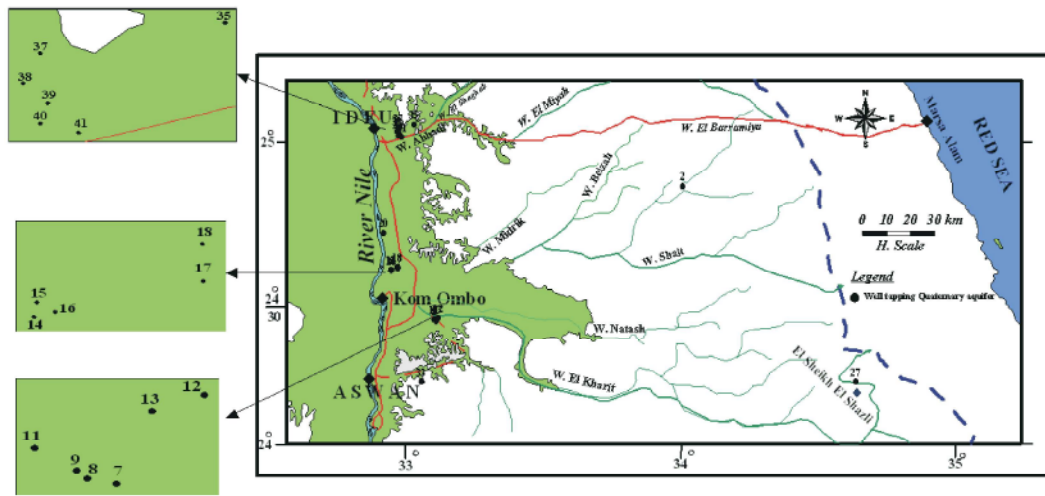 35
37
38
39
40
41
18
17
15
16
14
12
13
11
9
8
7
IDFU
W. El Miyah
W. El Barramiya
Marsa Alam
RED SEA
N
W
E
S
25°
W. Beizah
2
River Nile
W. Midrik
0 10 20 30 km
H. Scale
W. Shait
Legend
Well tapping Quaternary aquifer
24°
30
Kom Ombo
W. Natash
El Sheikh El Shazli
27
ASWAN
W. El Kharit
24°
33°
34°
35°